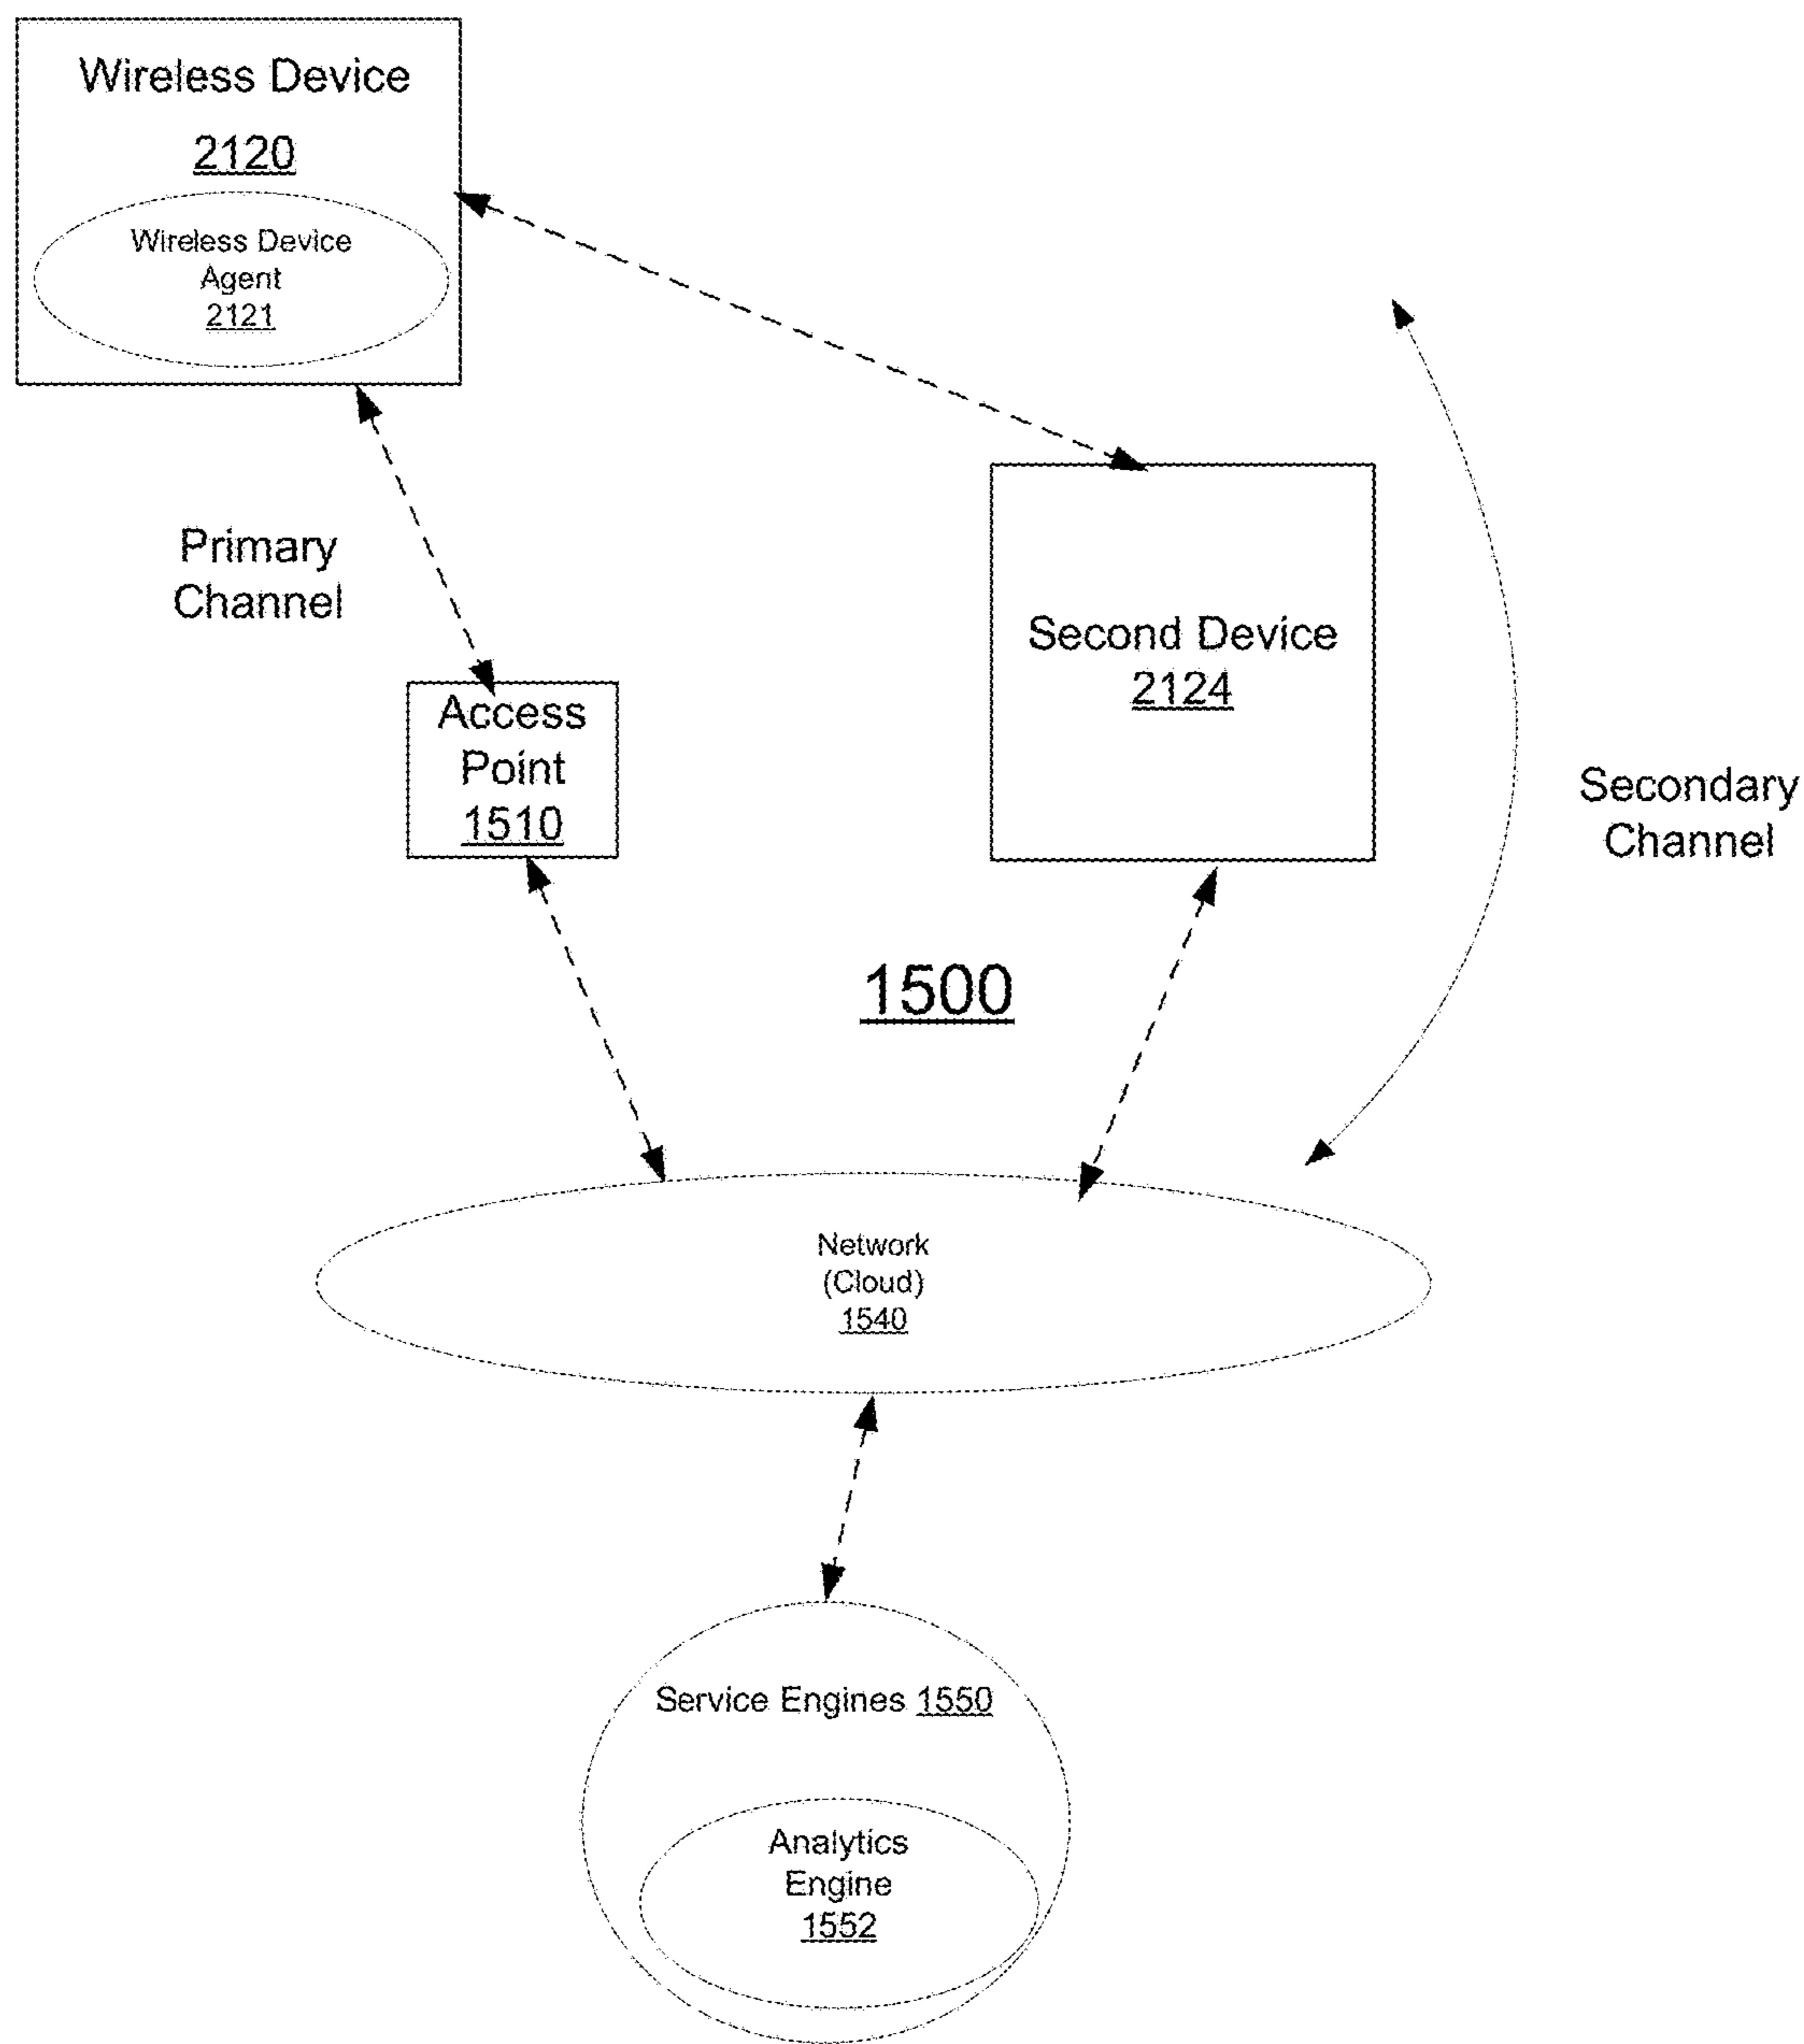 Wireless Device
2120
Wireless Device
Agent
2121
Primary
Channel
Access
Point
1510
Second Device
2124
Secondary
Channel
1500
Network
(Cloud)
1540
Service Engines 1550
Analytics
Engine
1552